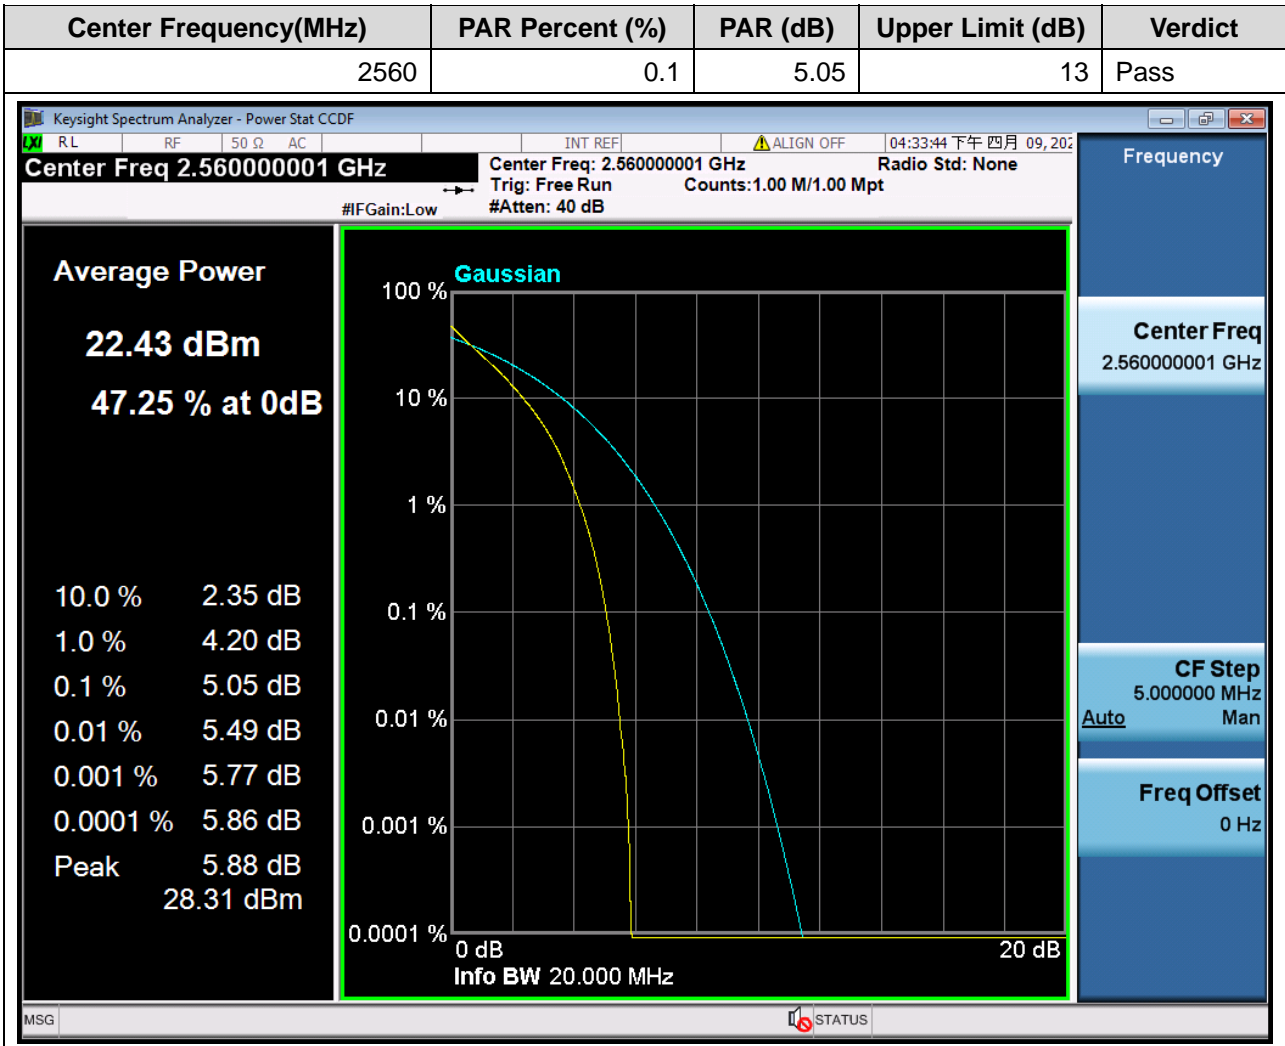 Center Frequency(MHz) PAR Percent (%) PAR (dB) Upper Limit (dB) Verdict
2560 0.1 5.05 13 Pass
Keysight Spectrum Analyzer - Power Stat CCDF
LXI RL RF 50 Ω AC INT REF ALIGN OFF 04:33:44 下午 四月 09, 202
Center Freq 2.560000001 GHz
Center Freq: 2.560000001 GHz Radio Std: None
Trig: Free Run Counts:1.00 M/1.00 Mpt
#IFGain:Low #Atten: 40 dB
Frequency
Average Power
22.43 dBm
47.25 % at 0dB
10.0 % 2.35 dB
1.0 % 4.20 dB
0.1 % 5.05 dB
0.01 % 5.49 dB
0.001 % 5.77 dB
0.0001 % 5.86 dB
Peak 5.88 dB
28.31 dBm
Gaussian
100 %
10 %
1 %
0.1 %
0.01 %
0.001 %
0.0001 %
0 dB 20 dB
Info BW 20.000 MHz
Center Freq
2.560000001 GHz
CF Step
5.000000 MHz
Auto Man
Freq Offset
0 Hz
MSG STATUS